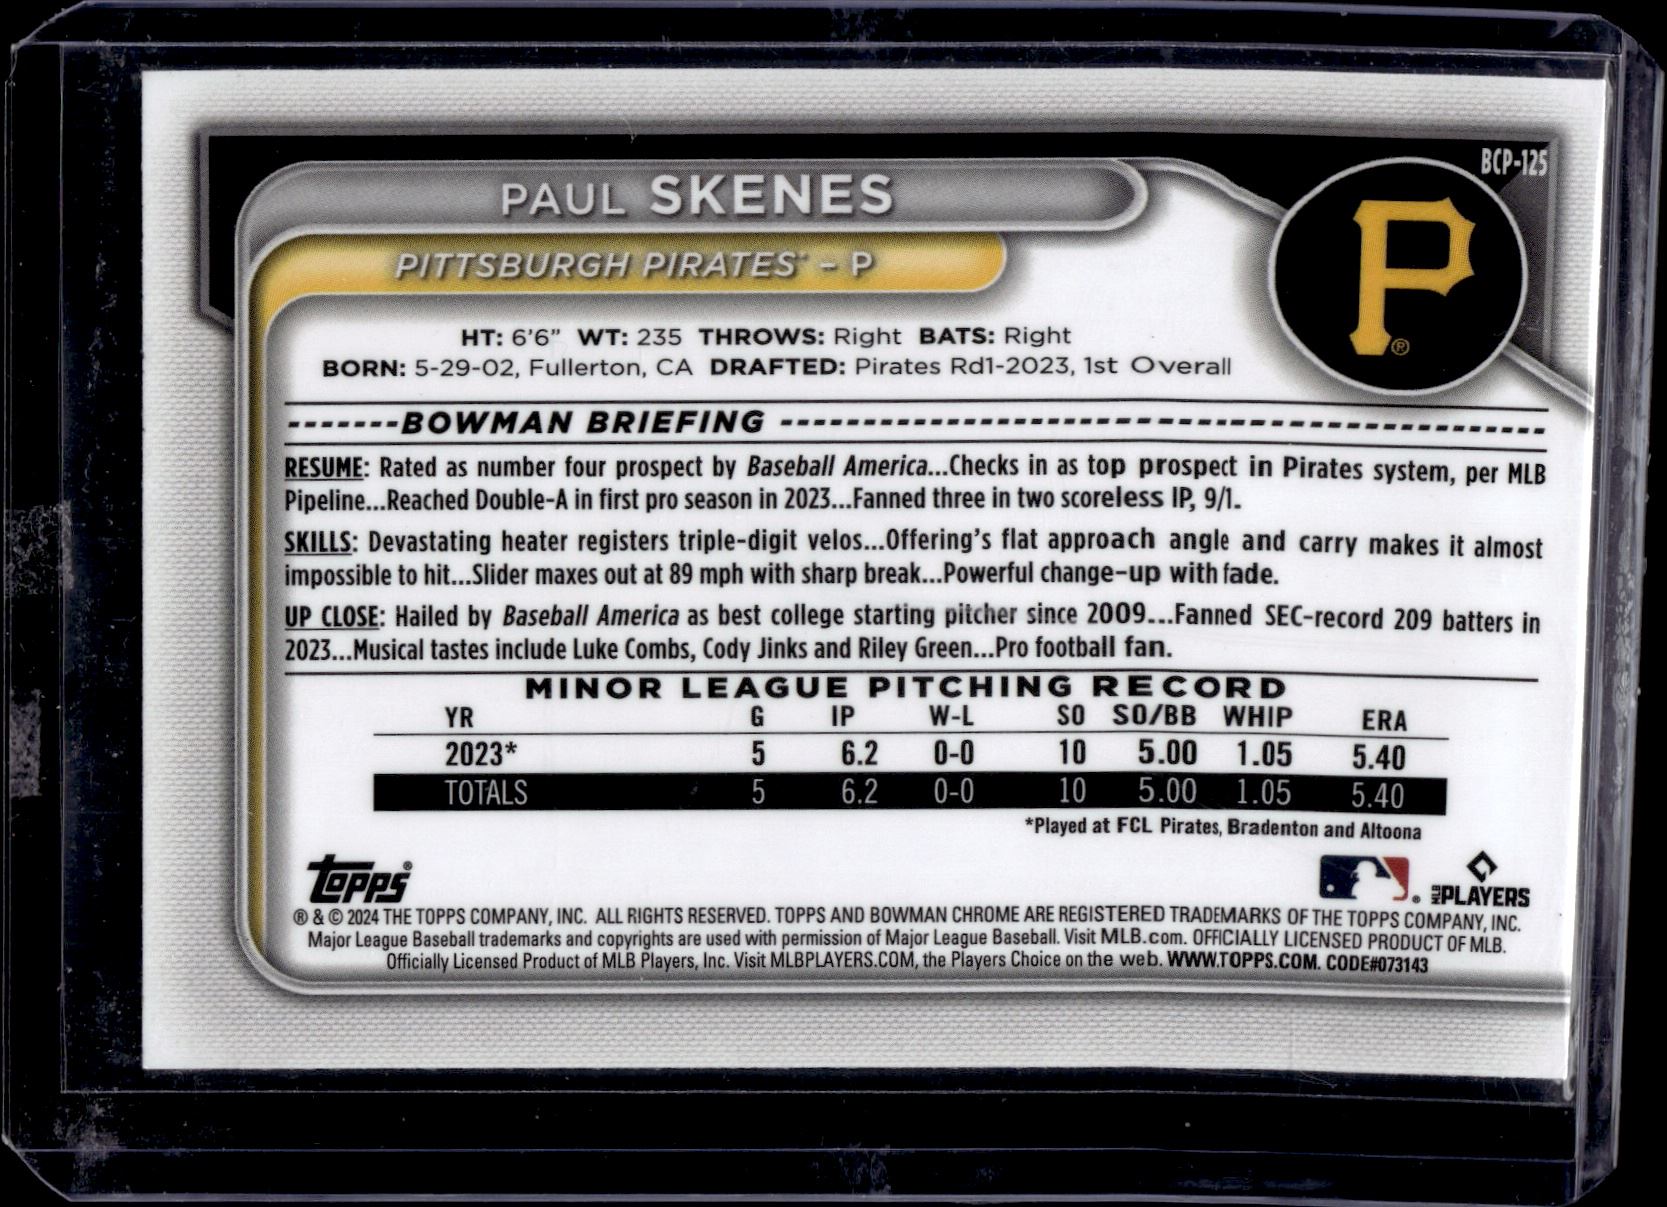 BCP-125
PAUL SKENES
PITTSBURGH PIRATES - P
P
®
HT: 6'6" WT: 235 THROWS: Right BATS: Right
BORN: 5-29-02, Fullerton, CA DRAFTED: Pirates Rd1-2023, 1st Overall
BOWMAN BRIEFING
RESUME: Rated as number four prospect by Baseball America...Checks in as top prospect in Pirates system, per MLB
Pipeline...Reached Double-A in first pro season in 2023...Fanned three in two scoreless IP, 9/1.
SKILLS: Devastating heater registers triple-digit velos...Offering's flat approach angle and carry makes it almost
impossible to hit...Slider maxes out at 89 mph with sharp break...Powerful change-up with fade.
UP CLOSE: Hailed by Baseball America as best college starting pitcher since 2009...Fanned SEC-record 209 batters in
2023...Musical tastes include Luke Combs, Cody Jinks and Riley Green...Pro football fan.
MINOR LEAGUE PITCHING RECORD
YR G IP W-L SO SO/BB WHIP ERA
2023* 5 6.2 0-0 10 5.00 1.05 5.40
TOTALS 5 6.2 0-0 10 5.00 1.05 5.40
*Played at FCL Pirates, Bradenton and Altoona
Topps®
MLB PLAYERS
® & © 2024 THE TOPPS COMPANY, INC. ALL RIGHTS RESERVED. TOPPS AND BOWMAN CHROME ARE REGISTERED TRADEMARKS OF THE TOPPS COMPANY, INC.
Major League Baseball trademarks and copyrights are used with permission of Major League Baseball. Visit MLB.com. OFFICIALLY LICENSED PRODUCT OF MLB.
Officially Licensed Product of MLB Players, Inc. Visit MLBPLAYERS.COM, the Players Choice on the web. WWW.TOPPS.COM. CODE#073143